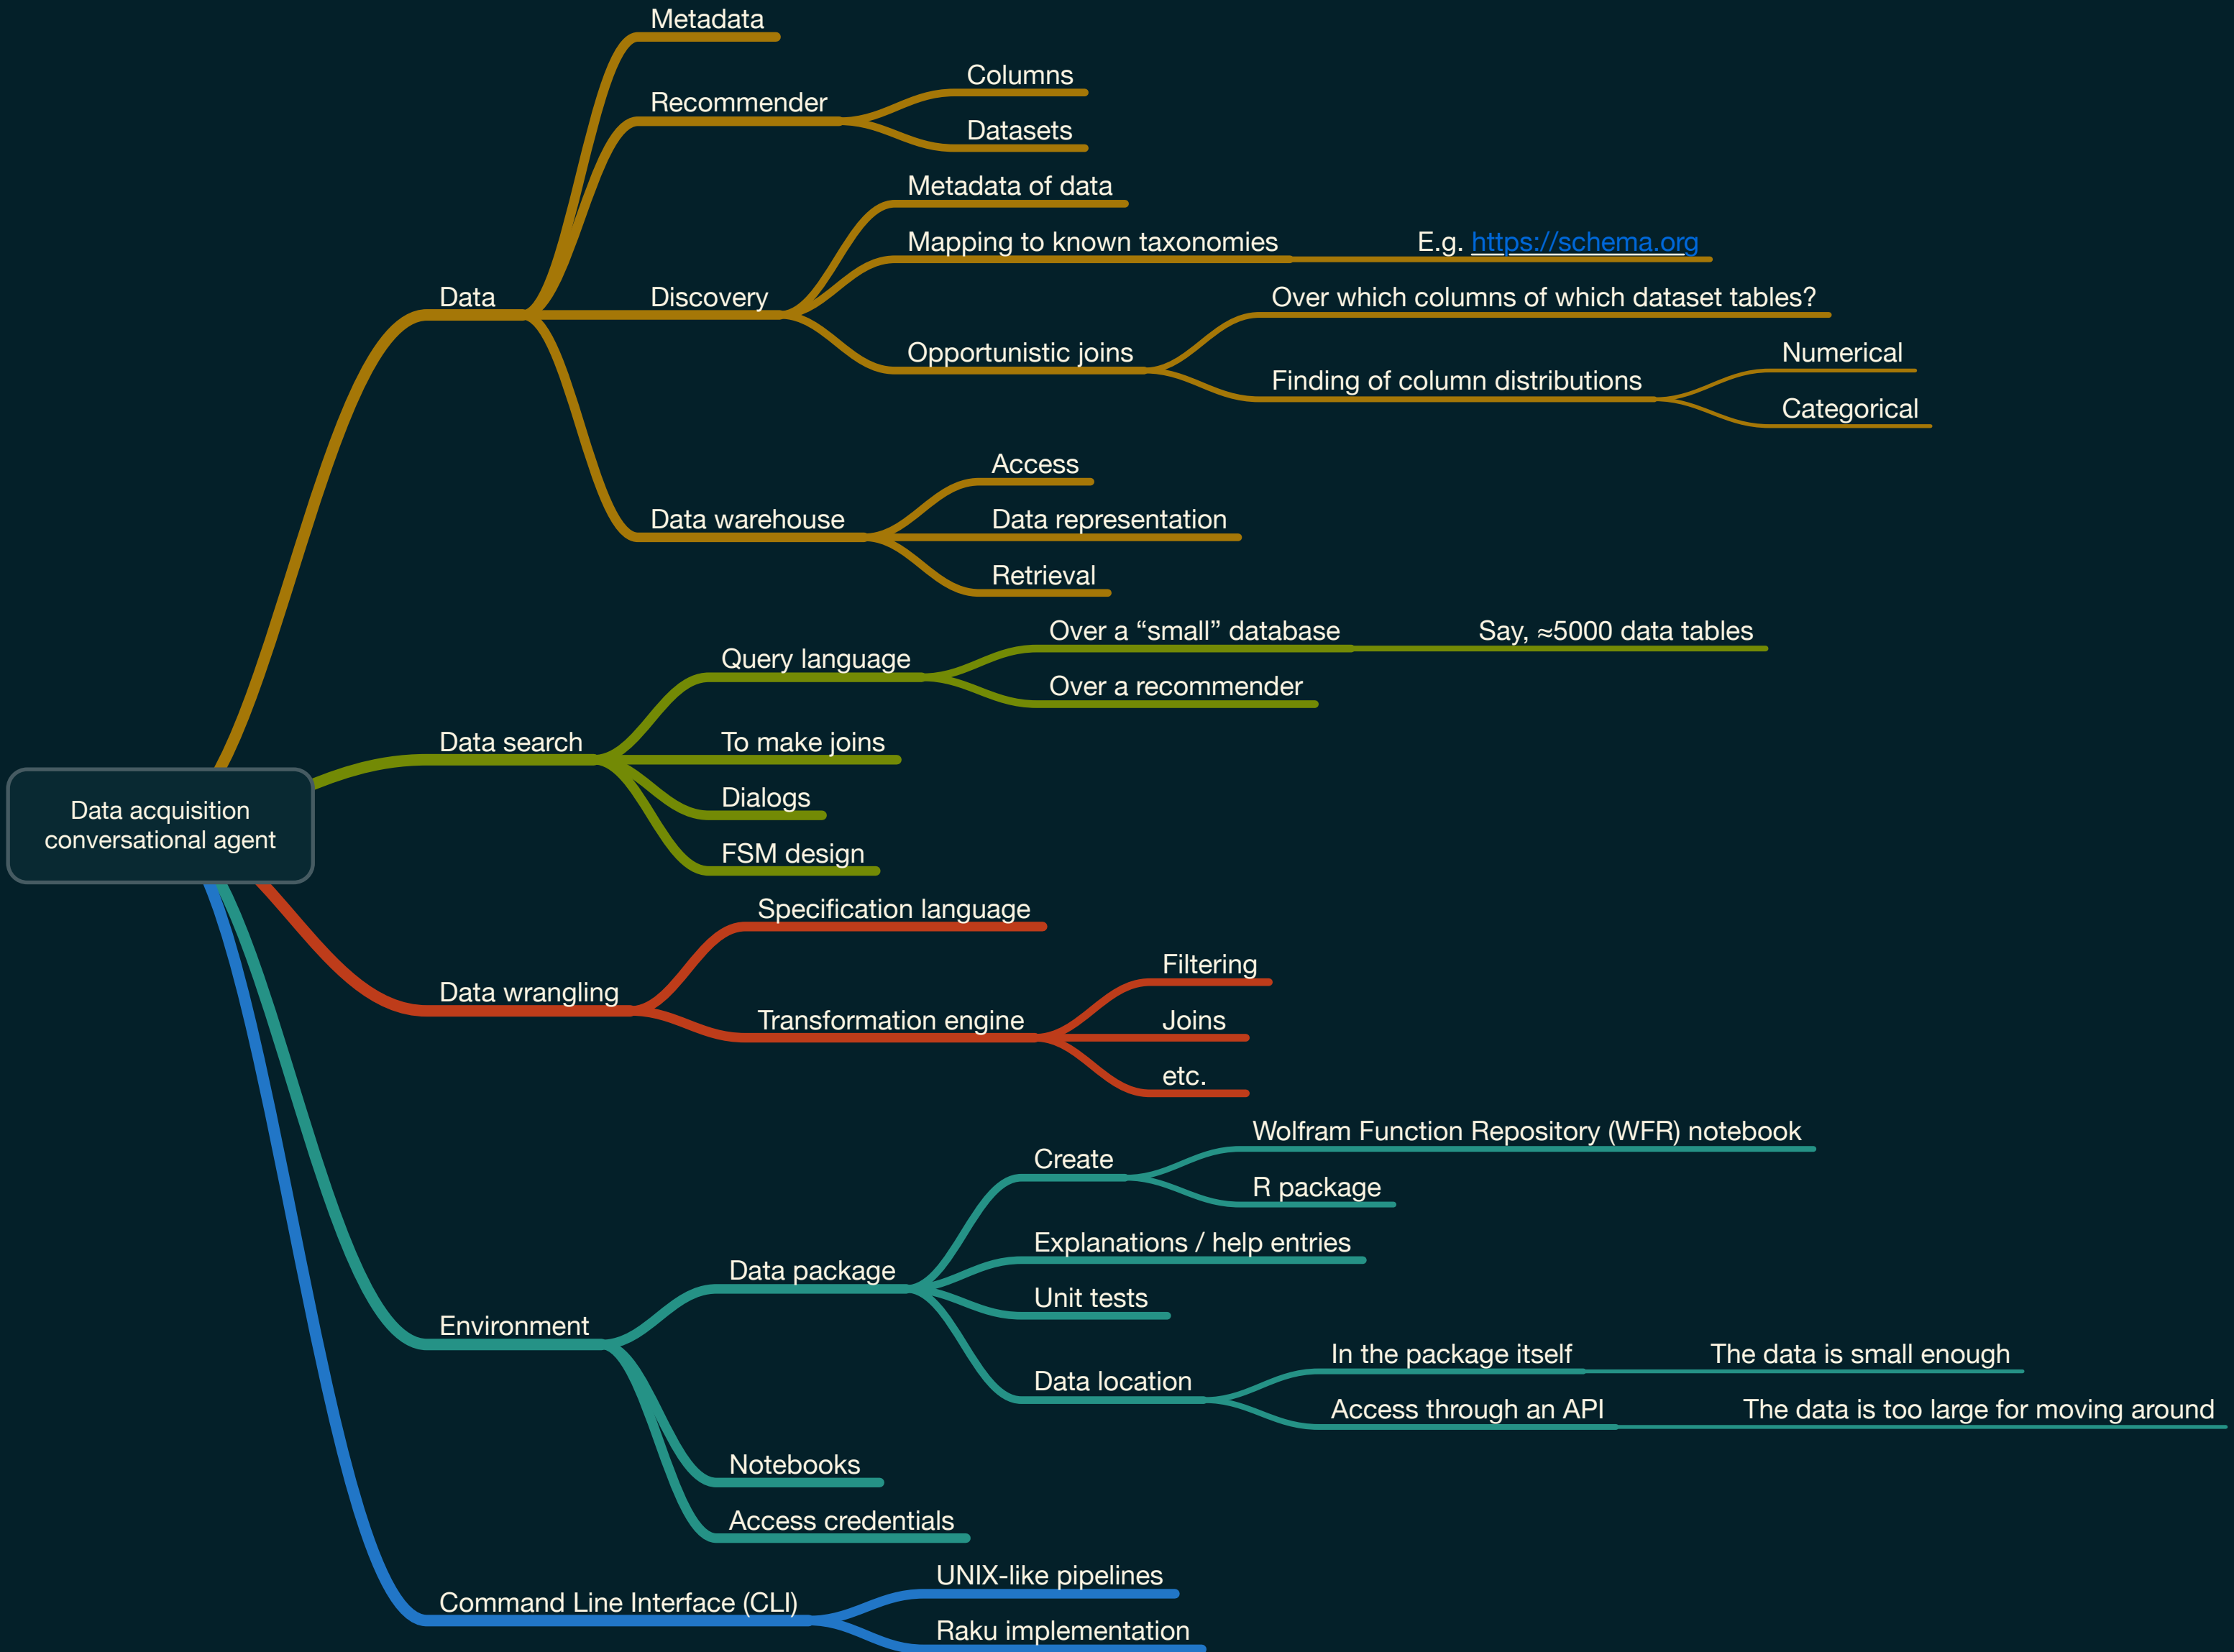 Metadata
Recommender
Columns
Datasets
Data
Discovery
Metadata of data
Mapping to known taxonomies
E.g. https://schema.org
Opportunistic joins
Over which columns of which dataset tables?
Finding of column distributions
Numerical
Categorical
Data warehouse
Access
Data representation
Retrieval
Data search
Query language
Over a “small” database
Say, ≈5000 data tables
Over a recommender
To make joins
Dialogs
FSM design
Data acquisition
conversational agent
Data wrangling
Specification language
Transformation engine
Filtering
Joins
etc.
Environment
Data package
Create
Wolfram Function Repository (WFR) notebook
R package
Explanations / help entries
Unit tests
Data location
In the package itself
The data is small enough
Access through an API
The data is too large for moving around
Notebooks
Access credentials
Command Line Interface (CLI)
UNIX-like pipelines
Raku implementation